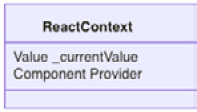 ReactContext
Value _currentValue
Component Provider